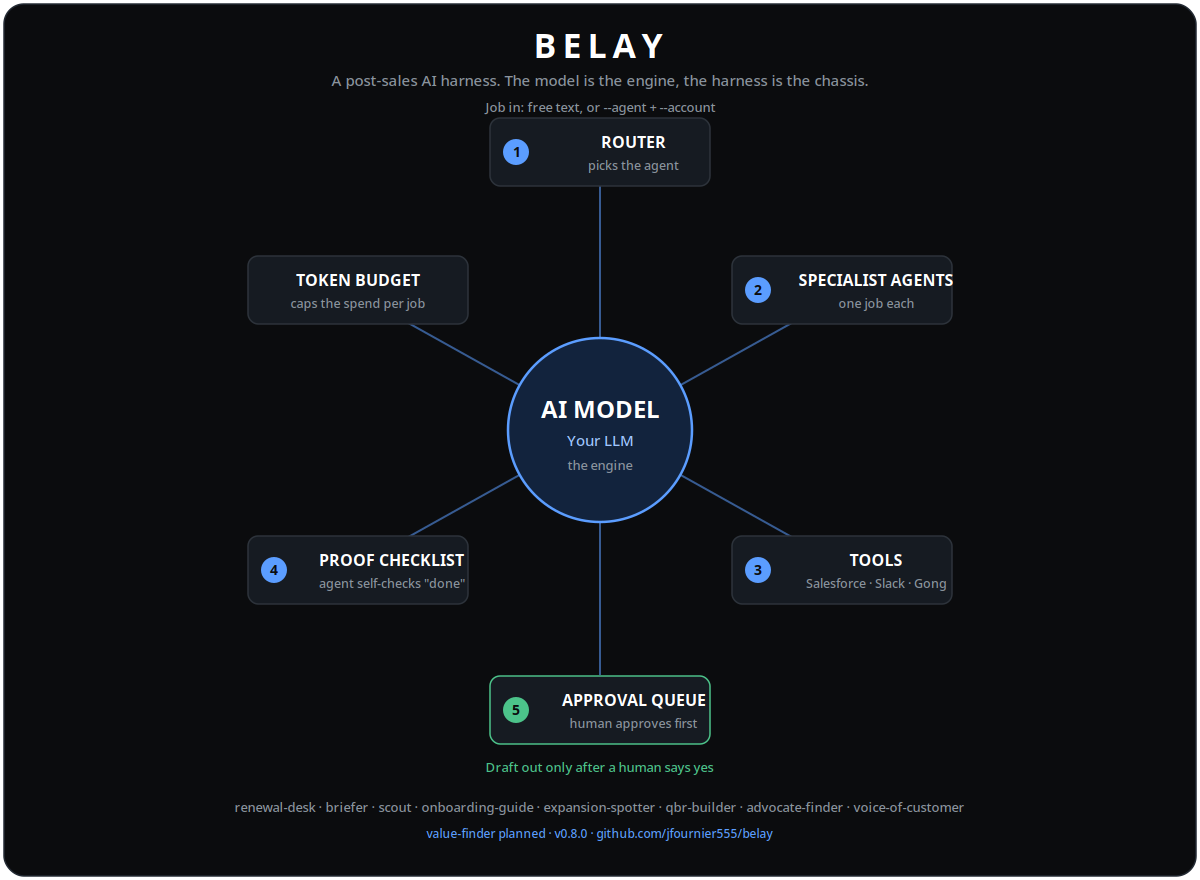 BELAY
A post-sales AI harness. The model is the engine, the harness is the chassis.
Job in: free text, or --agent + --account
1
ROUTER
picks the agent
TOKEN BUDGET
caps the spend per job
2
SPECIALIST AGENTS
one job each
AI MODEL
Your LLM
the engine
4
PROOF CHECKLIST
agent self-checks "done"
3
TOOLS
Salesforce · Slack · Gong
5
APPROVAL QUEUE
human approves first
Draft out only after a human says yes
renewal-desk · briefer · scout · onboarding-guide · expansion-spotter · qbr-builder · advocate-finder · voice-of-customer
value-finder planned · v0.8.0 · github.com/jfournier555/belay